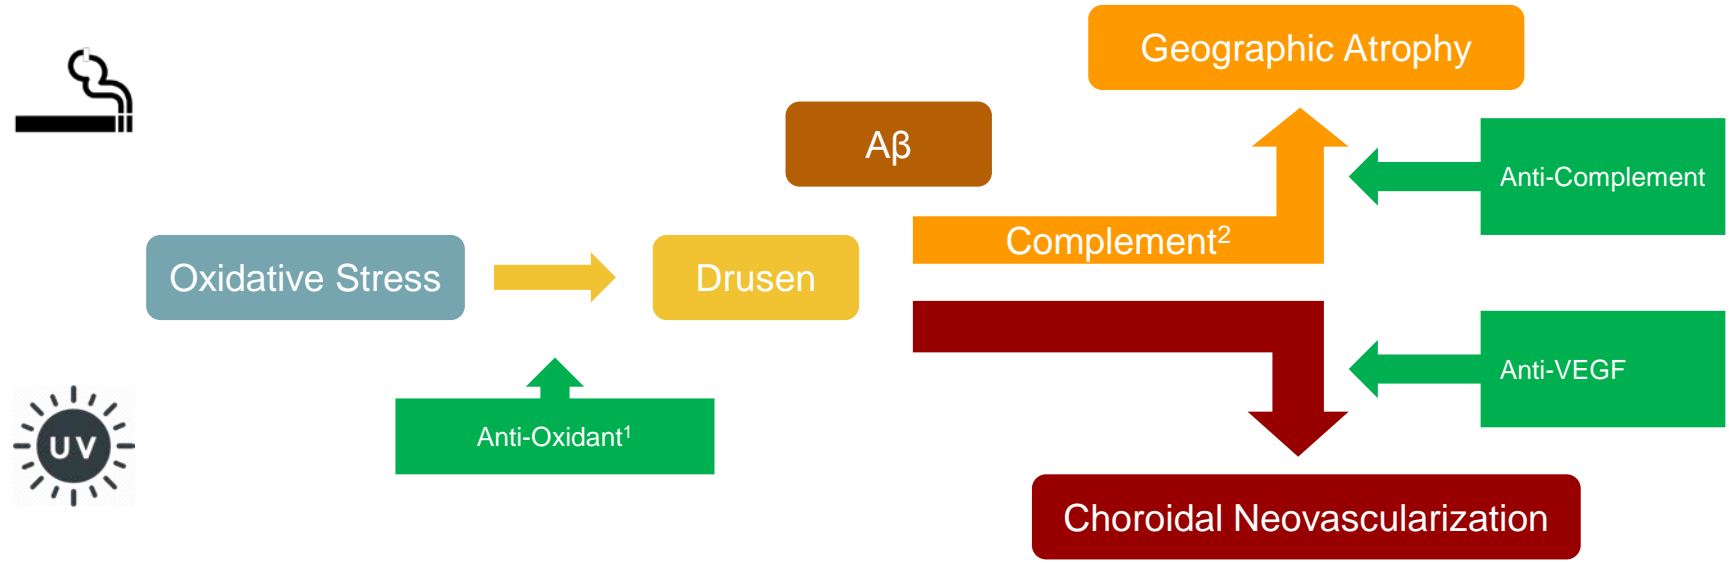 Geographic Atrophy
Aβ
Anti-Complement
Complement²
Oxidative Stress
Drusen
Anti-VEGF
Anti-Oxidant¹
UV
Choroidal Neovascularization